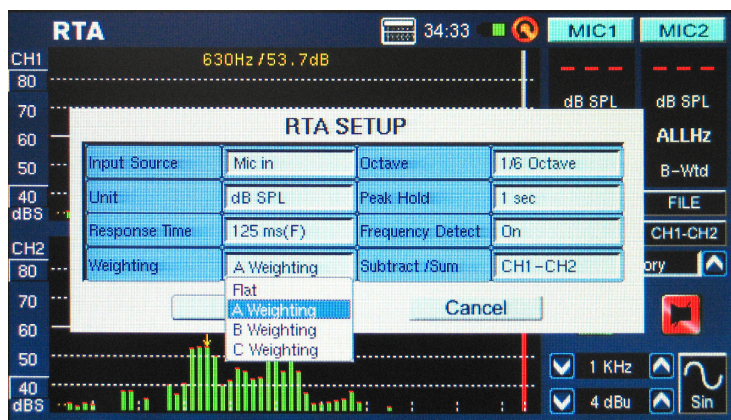 RTA
34:33
MIC1
MIC2
CH1
630Hz/53.7dB
80
70
60
50
40
dBS
dB SPL
dB SPL
ALLHz
B-Wtd
FILE
CH1-CH2
ory
RTA SETUP
Input Source
Mic in
Octave
1/6 Octave
Unit
dB SPL
Peak Hold
1 sec
Response Time
125 ms(F)
Frequency Detect
On
Weighting
A Weighting
Subtract /Sum
CH1-CH2
Flat
A Weighting
B Weighting
C Weighting
Cancel
CH2
80
70
60
50
40
dBS
1 KHz
4 dBu
Sin